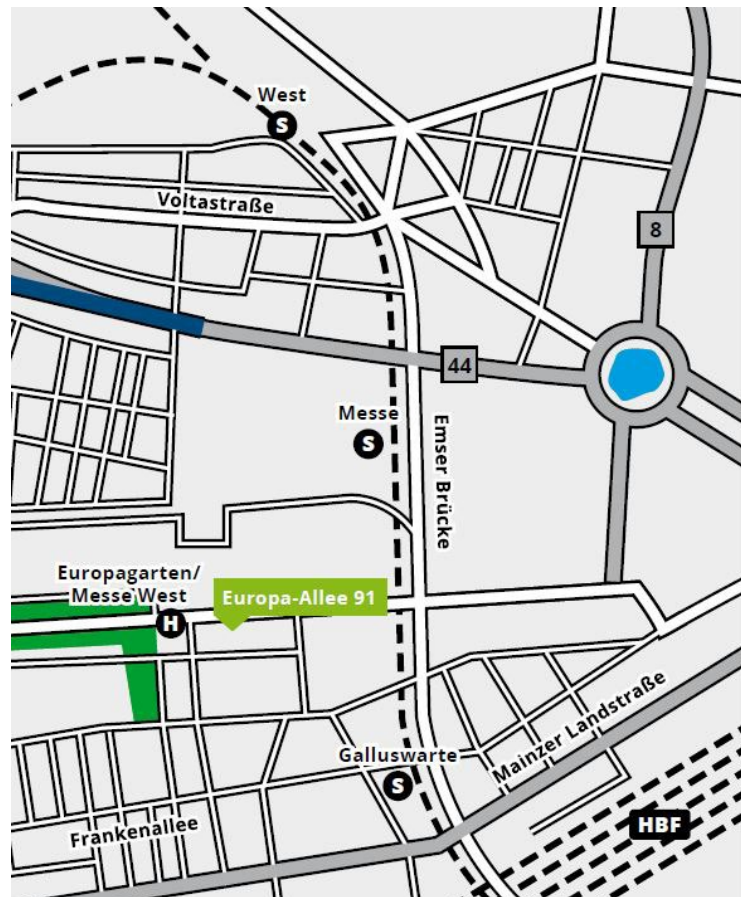 West
S
Voltastraße
8
44
Messe
S
Emser Brücke
Europagarten/
Messe West
H
Europa-Allee 91
Mainzer Landstraße
Galluswarte
S
HBF
Frankenallee